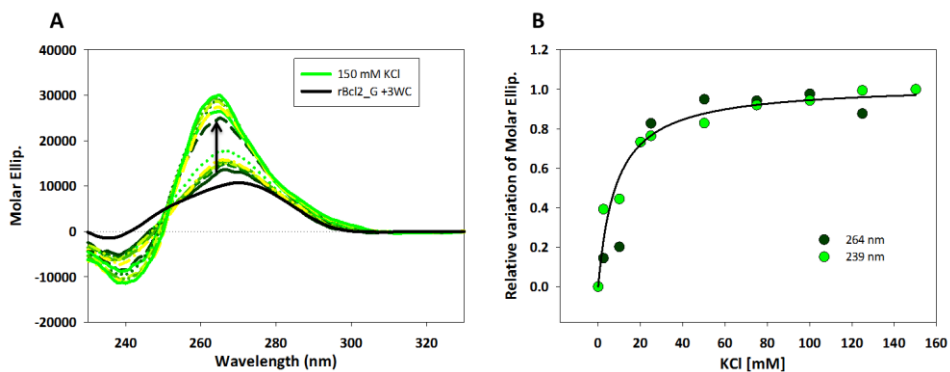 A
Molar Ellip.
40000
30000
20000
10000
0
-10000
-20000
150 mM KCl
rBcl2_G +3WC
240
260
280
300
320
Wavelength (nm)
B
Relative variation of Molar Ellip.
1.2
1.0
0.8
0.6
0.4
0.2
0.0
264 nm
239 nm
0
20
40
60
80
100
120
140
160
KCl [mM]